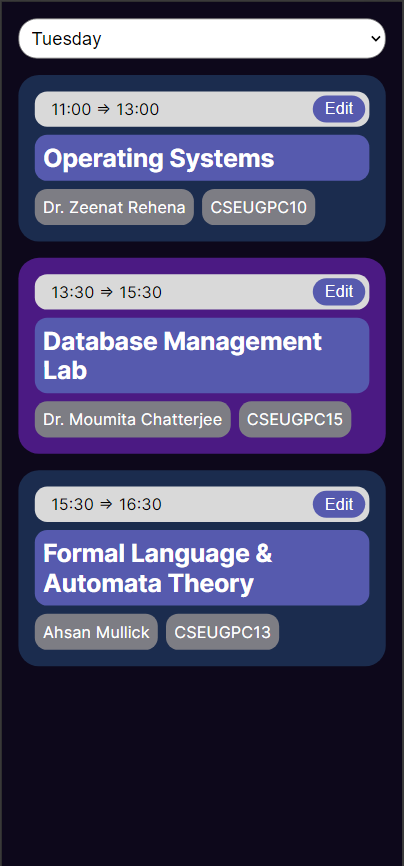 Tuesday
11:00 => 13:00 Edit
Operating Systems
Dr. Zeenat Rehena CSEUGPC10
13:30 => 15:30 Edit
Database Management
Lab
Dr. Moumita Chatterjee CSEUGPC15
15:30 => 16:30 Edit
Formal Language &
Automata Theory
Ahsan Mullick CSEUGPC13